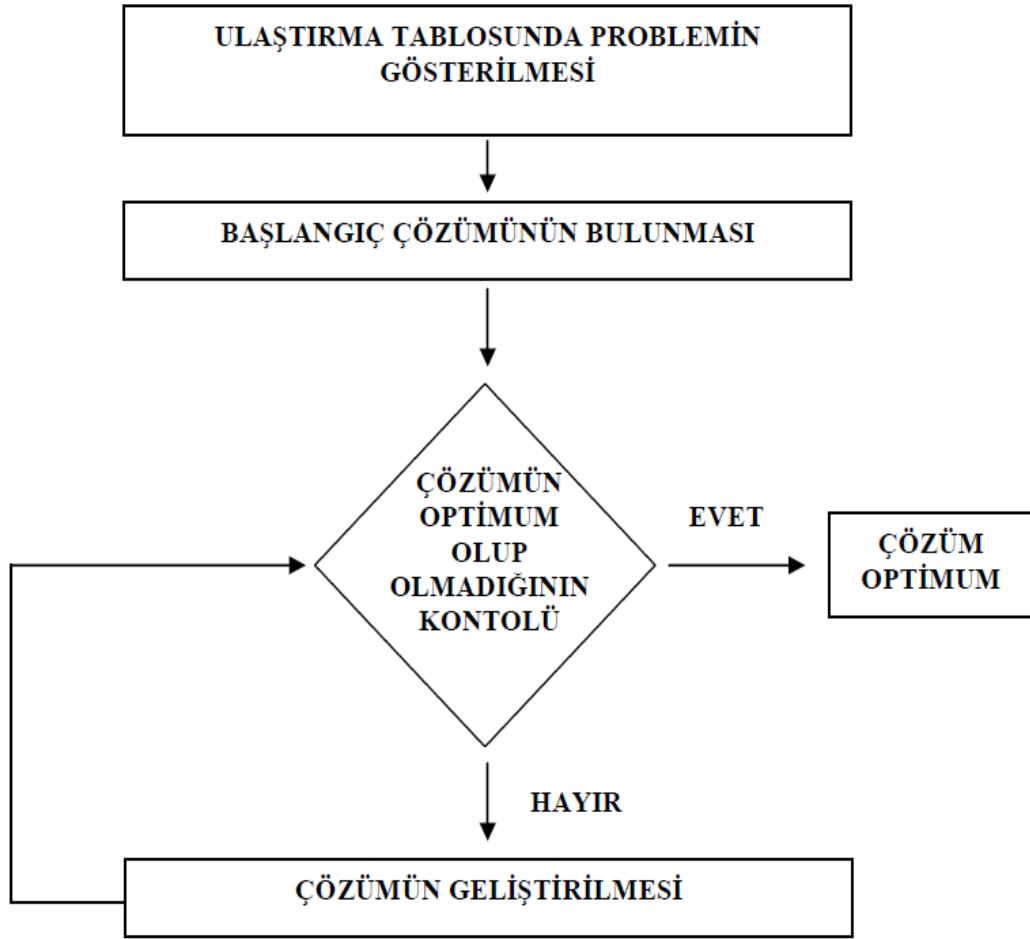 ULAŞTIRMA TABLOSUNDA PROBLEMİN
GÖSTERİLMESİ
BAŞLANGIÇ ÇÖZÜMÜNÜN BULUNMASI
ÇÖZÜMÜN
OPTİMUM
OLUP
OLMADIĞININ
KONTOLÜ
EVET
ÇÖZÜM
OPTİMUM
HAYIR
ÇÖZÜMÜN GELİŞTİRİLMESİ